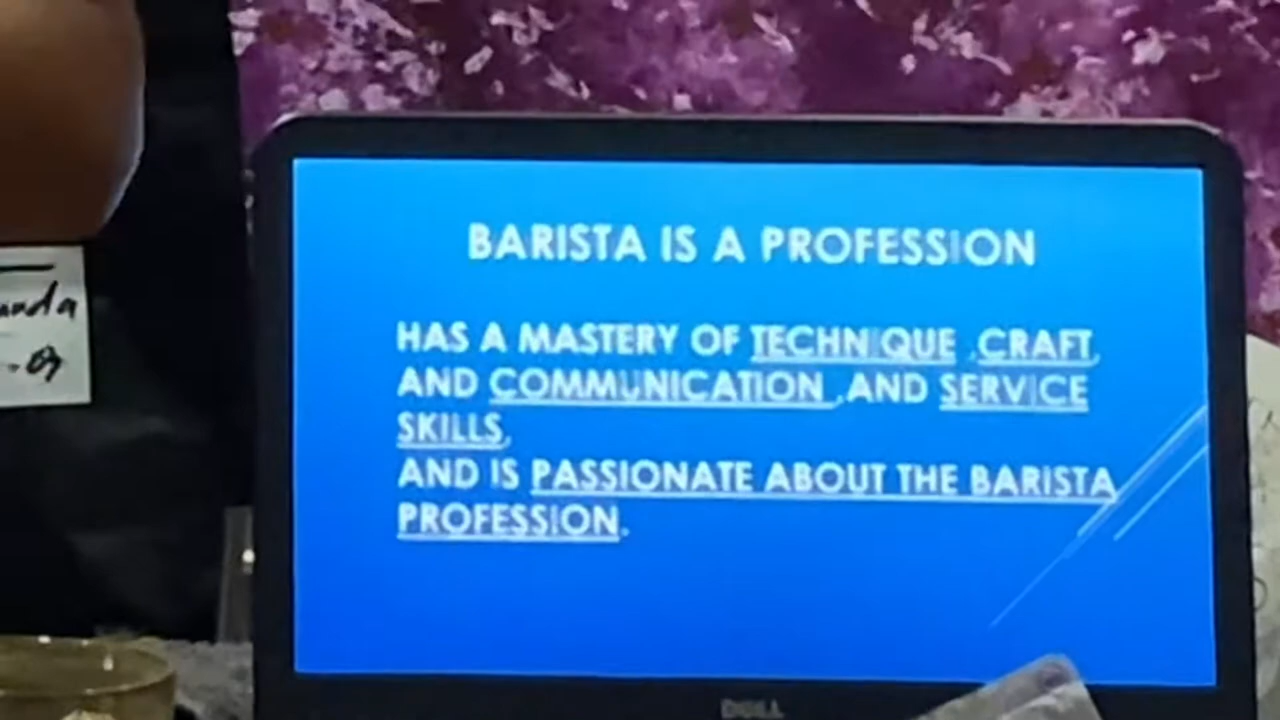 BARISTA IS A PROFESSION
HAS A MASTERY OF TECHNIQUE ,CRAFT,
AND COMMUNICATION ,AND SERVICE
SKILLS,
AND IS PASSIONATE ABOUT THE BARISTA
PROFESSION.
DELL